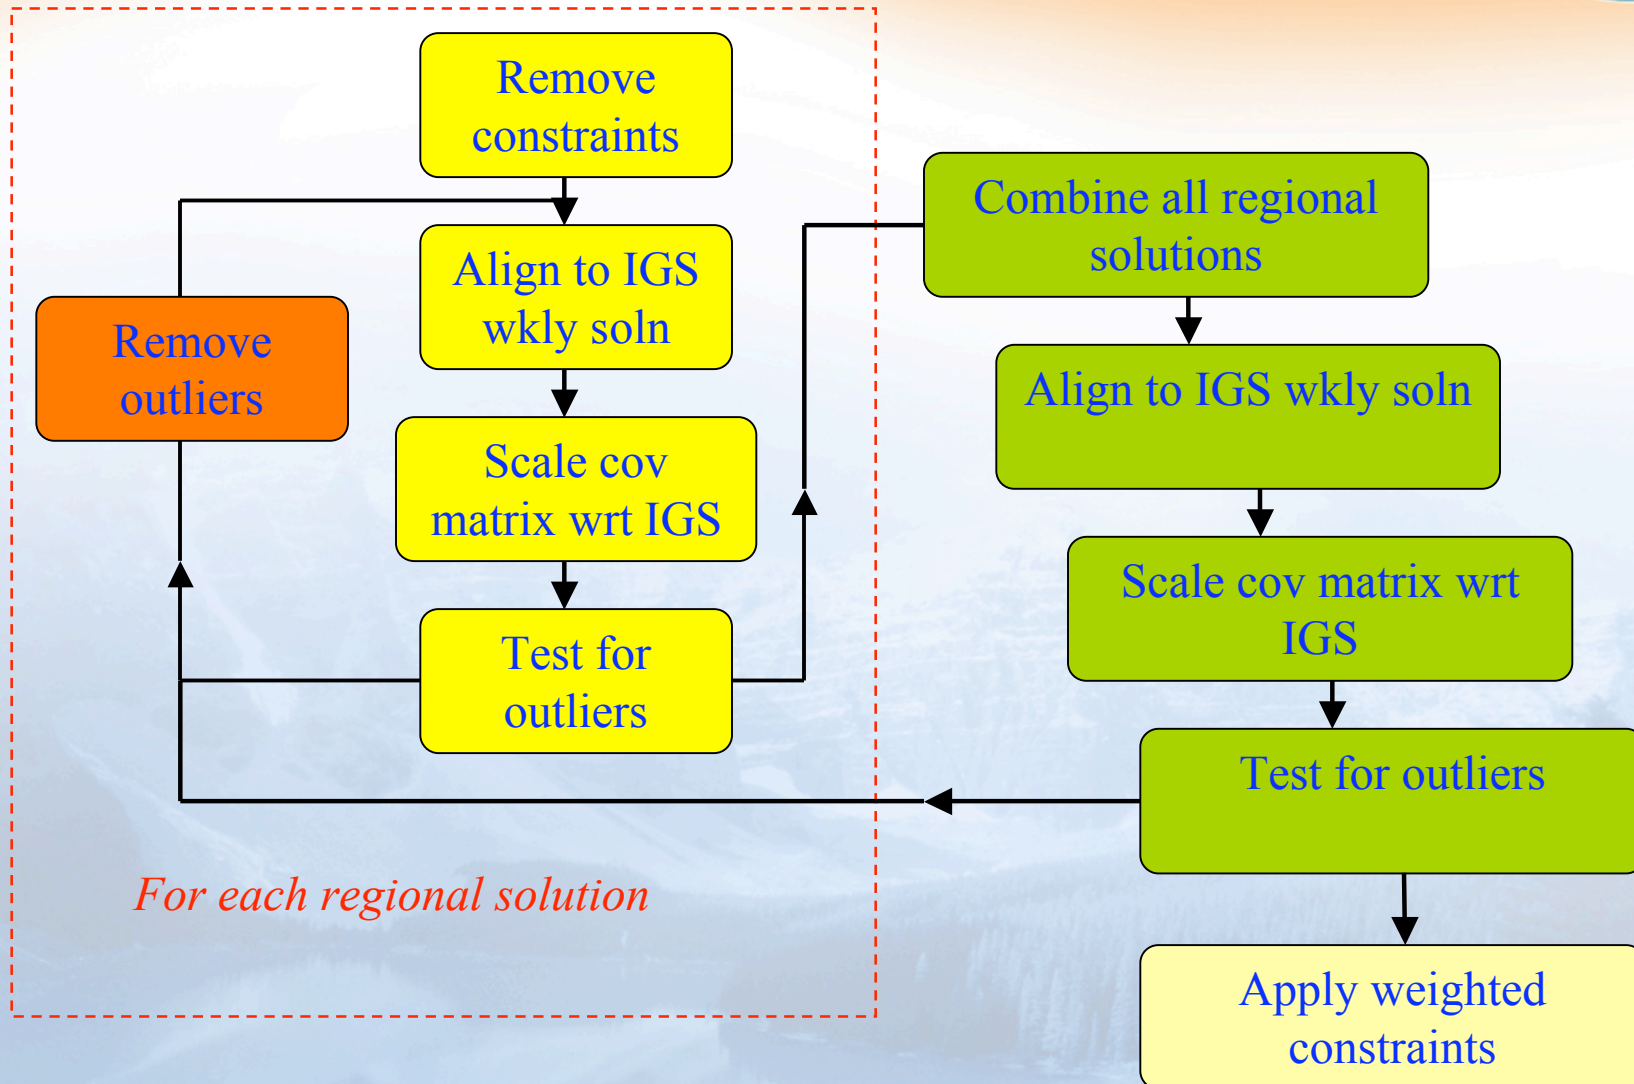 Remove
constraints
Align to IGS
wkly soln
Remove
outliers
Scale cov
matrix wrt IGS
Test for
outliers
For each regional solution
Combine all regional
solutions
Align to IGS wkly soln
Scale cov matrix wrt
IGS
Test for outliers
Apply weighted
constraints